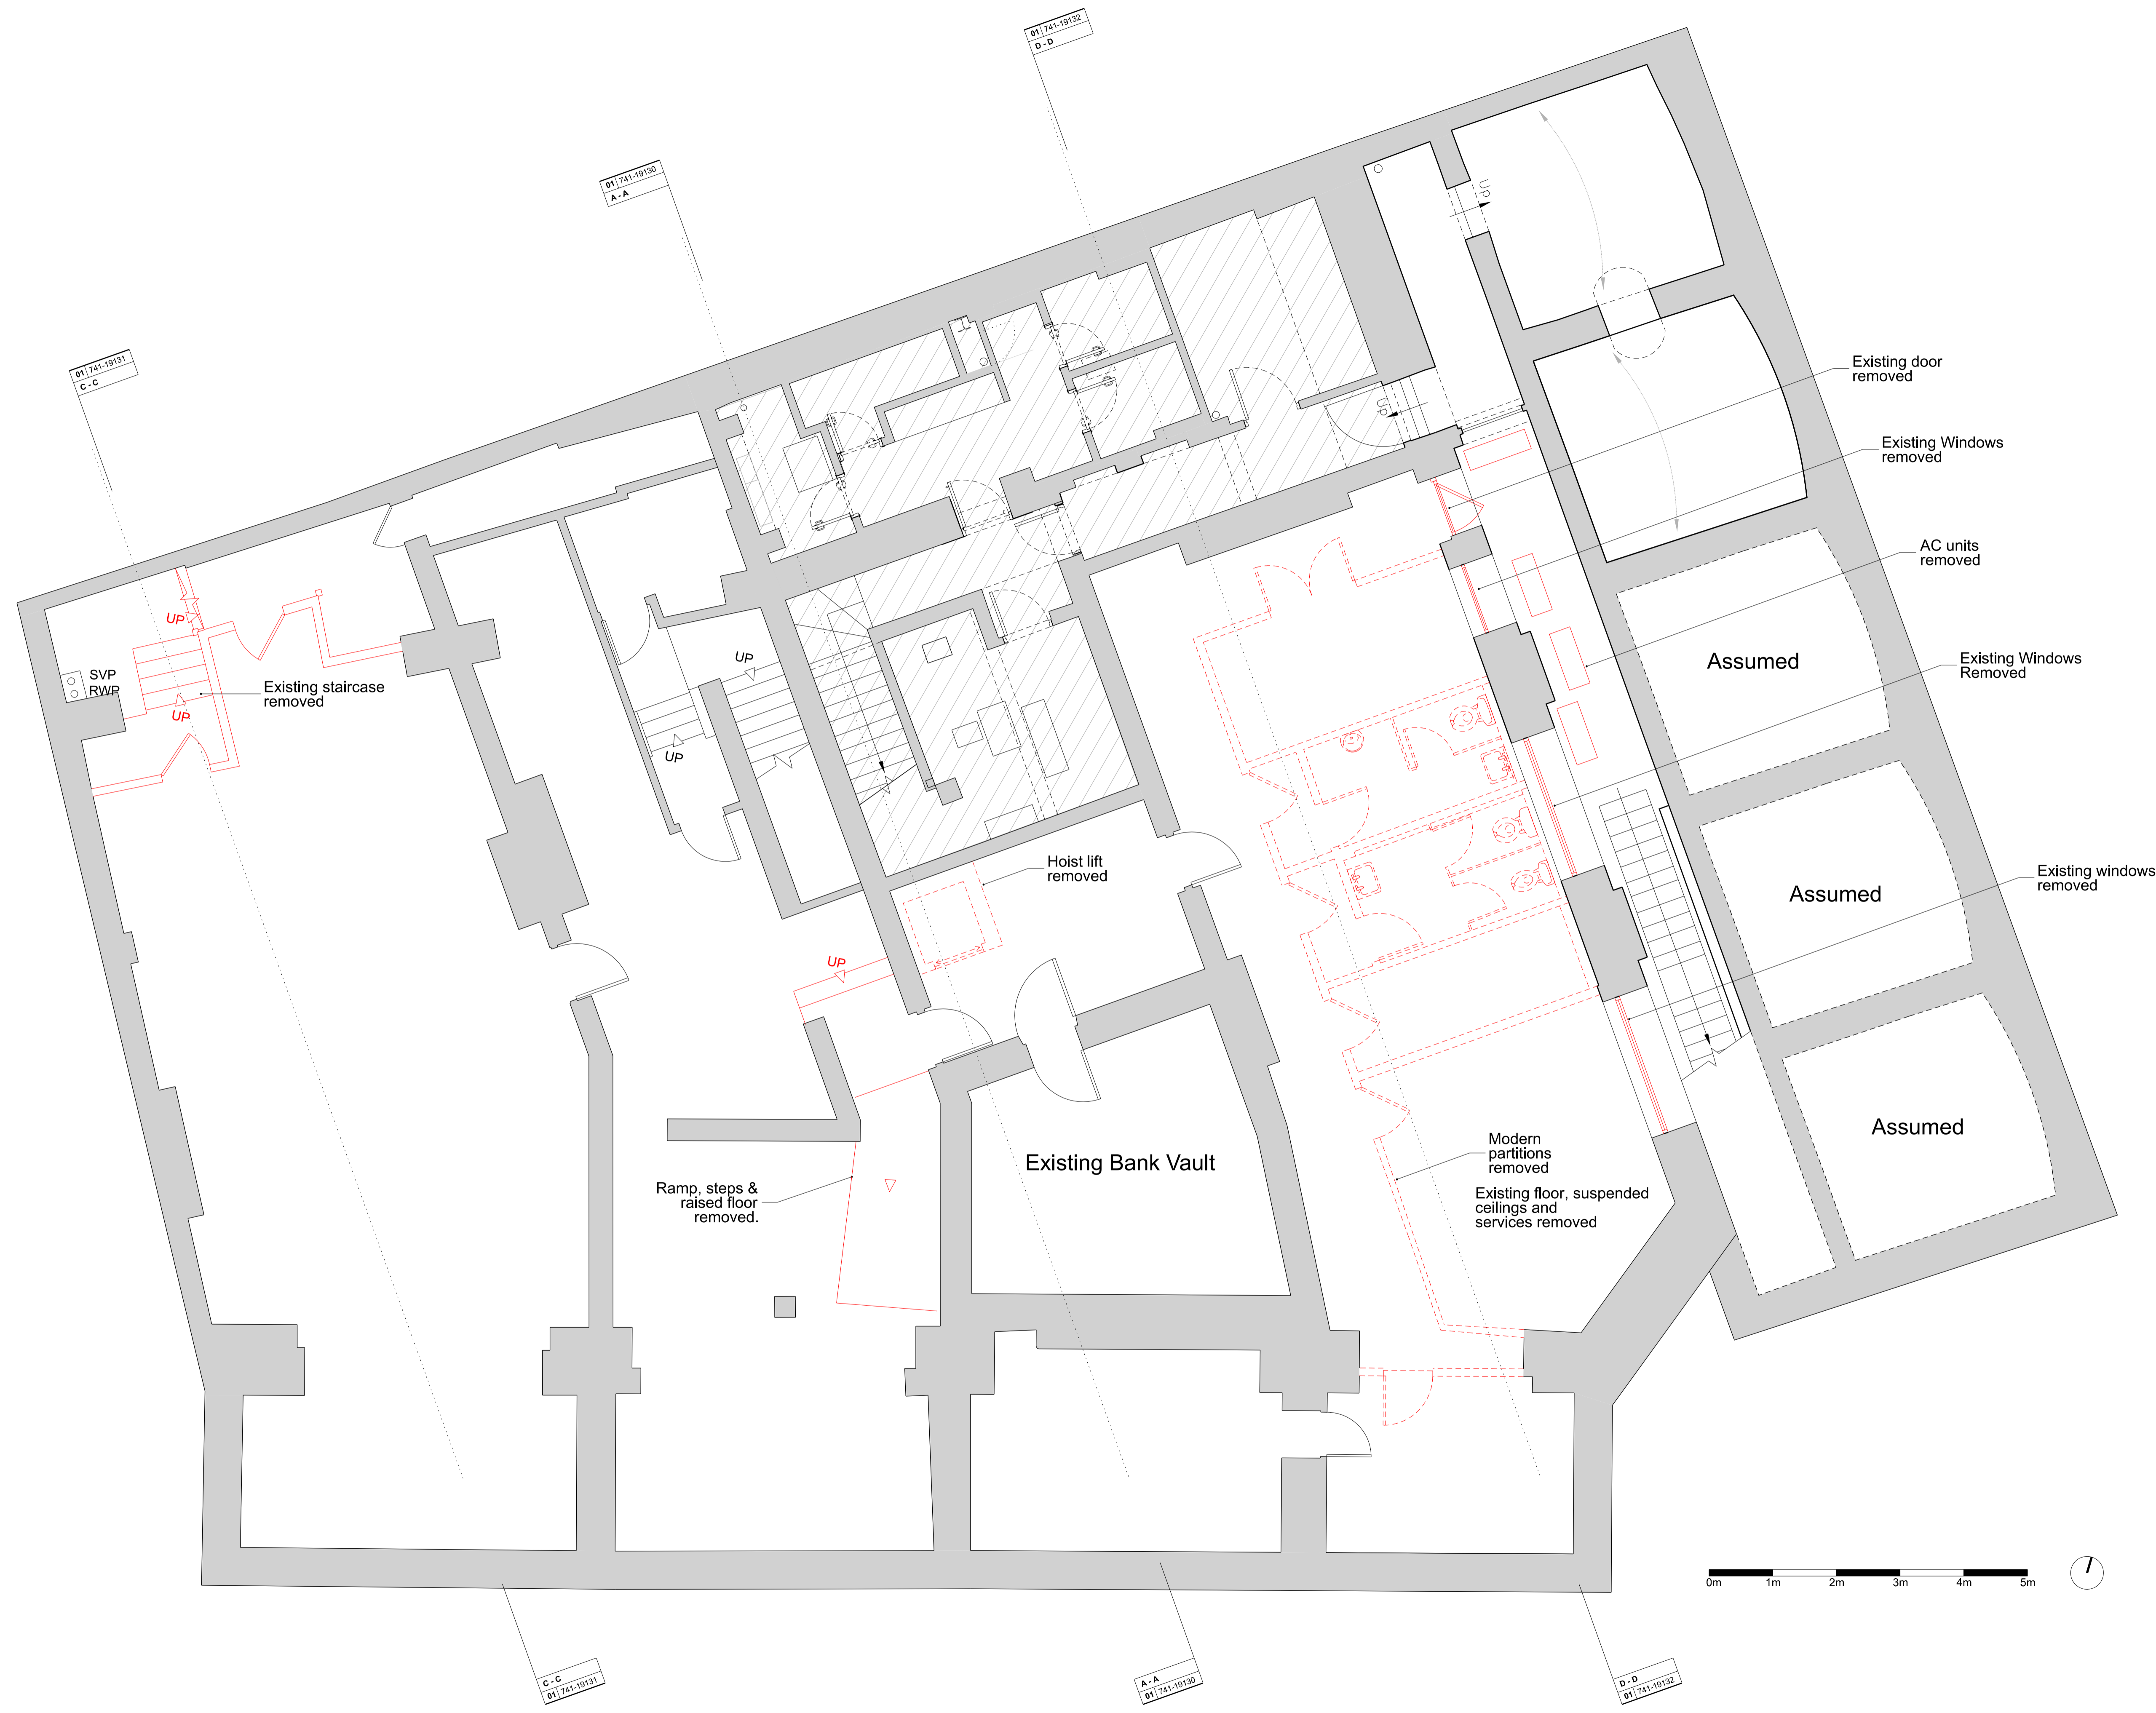 01 741-19132
D - D
01 741-19130
A - A
01 741-19131
C - C
UP
UP
Existing door
removed
Existing Windows
removed
AC units
removed
Existing Windows
Removed
Existing windows
removed
Assumed
Assumed
Assumed
UP
SVP
RWP
UP
Existing staircase
removed
UP
UP
Hoist lift
removed
UP
Existing Bank Vault
Ramp, steps &
raised floor
removed.
Modern
partitions
removed
Existing floor, suspended
ceilings and
services removed
0m 1m 2m 3m 4m 5m
C - C
01 741-19131
A - A
01 741-19130
D - D
01 741-19132